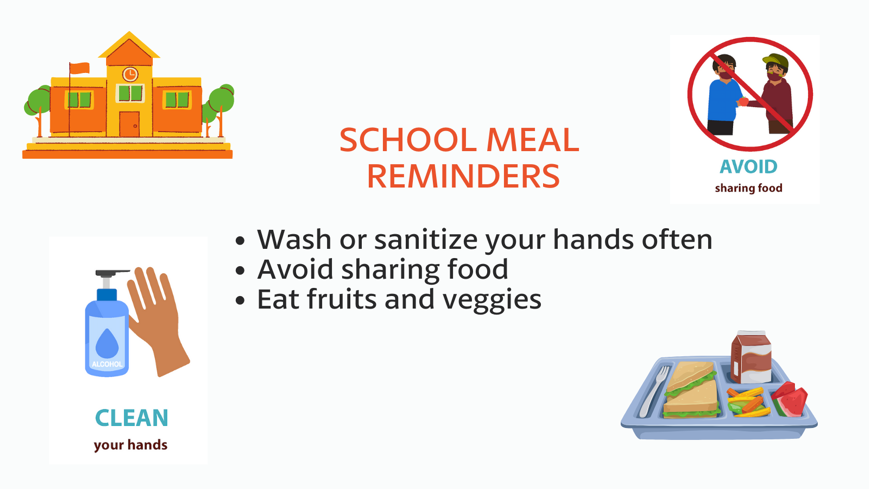 AVOID
sharing food
SCHOOL MEAL
REMINDERS
• Wash or sanitize your hands often
• Avoid sharing food
• Eat fruits and veggies
ALCOHOL
CLEAN
your hands